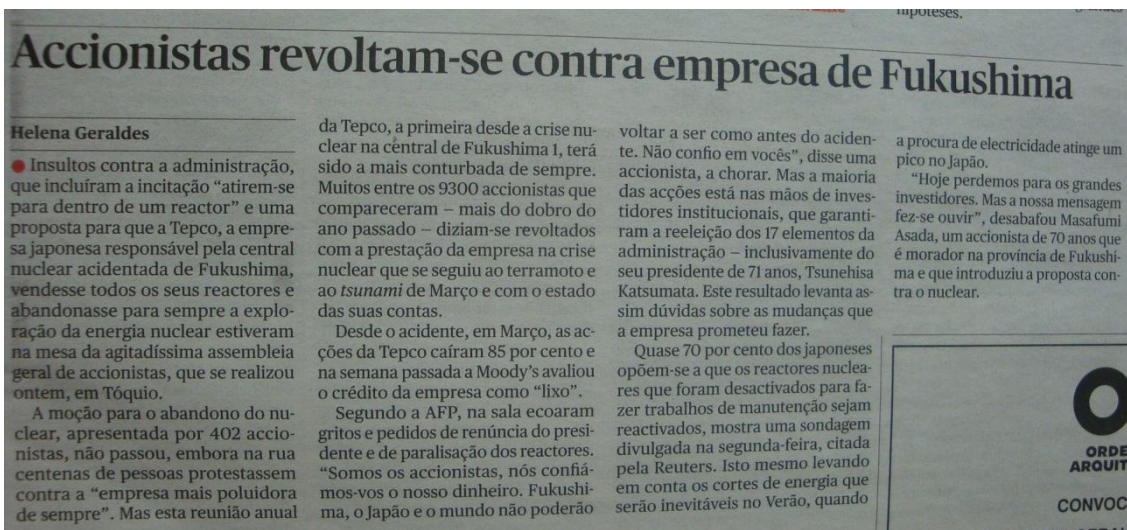 hipóteses.
Accionistas revoltam-se contra empresa de Fukushima
Helena Geraldes
● Insultos contra a administração,
que incluíram a incitação “atirem-se
para dentro de um reactor” e uma
proposta para que a Tepco, a empre-
sa japonesa responsável pela central
nuclear acidentada de Fukushima,
vendesse todos os seus reactores e
abandonasse para sempre a explo-
ração da energia nuclear estiveram
na mesa da agitadíssima assembleia
geral de accionistas, que se realizou
ontem, em Tóquio.
A moção para o abandono do nu-
clear, apresentada por 402 accio-
nistas, não passou, embora na rua
centenas de pessoas protestassem
contra a “empresa mais poluidora
de sempre”. Mas esta reunião anual
da Tepco, a primeira desde a crise nu-
clear na central de Fukushima 1, terá
sido a mais conturbada de sempre.
Muitos entre os 9300 accionistas que
compareceram – mais do dobro do
ano passado – diziam-se revoltados
com a prestação da empresa na crise
nuclear que se seguiu ao terramoto e
ao tsunami de Março e com o estado
das suas contas.
Desde o acidente, em Março, as ac-
ções da Tepco caíram 85 por cento e
na semana passada a Moody’s avaliou
o crédito da empresa como “lixo”.
Segundo a AFP, na sala ecoaram
gritos e pedidos de renúncia do presi-
dente e de paralisação dos reactores.
“Somos os accionistas, nós confiá-
mos-vos o nosso dinheiro. Fukushi-
ma, o Japão e o mundo não poderão
voltar a ser como antes do aciden-
te. Não confio em vocês”, disse uma
accionista, a chorar. Mas a maioria
das acções está nas mãos de inves-
tidores institucionais, que garanti-
ram a reeleição dos 17 elementos da
administração – inclusivamente do
seu presidente de 71 anos, Tsunehisa
Katsumata. Este resultado levanta as-
sim dúvidas sobre as mudanças que
a empresa prometeu fazer.
Quase 70 por cento dos japoneses
opõem-se a que os reactores nuclea-
res que foram desactivados para fa-
zer trabalhos de manutenção sejam
reactivados, mostra uma sondagem
divulgada na segunda-feira, citada
pela Reuters. Isto mesmo levando
em conta os cortes de energia que
serão inevitáveis no Verão, quando
a procura de electricidade atinge um
pico no Japão.
“Hoje perdemos para os grandes
investidores. Mas a nossa mensagem
fez-se ouvir”, desabafou Masafumi
Asada, um accionista de 70 anos que
é morador na província de Fukushi-
ma e que introduziu a proposta con-
tra o nuclear.
ORDE
ARQUIT
CONVOC